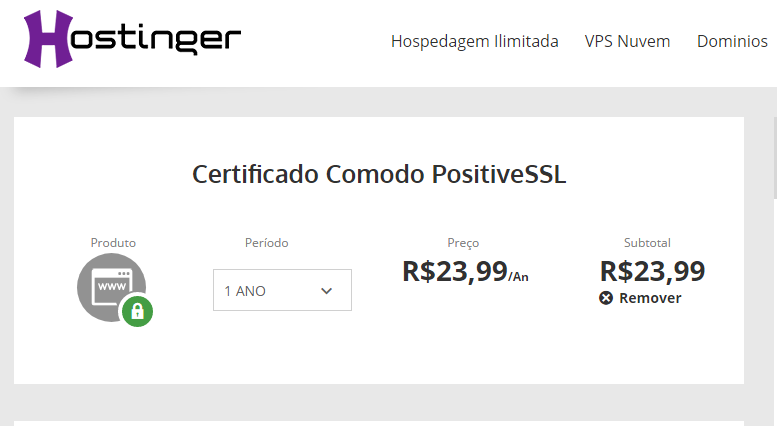 Hostinger
Hospedagem Ilimitada VPS Nuvem Dominios
Certificado Comodo PositiveSSL
Produto Período Preço Subtotal
www 1 ANO R$23,99/An R$23,99
Remover